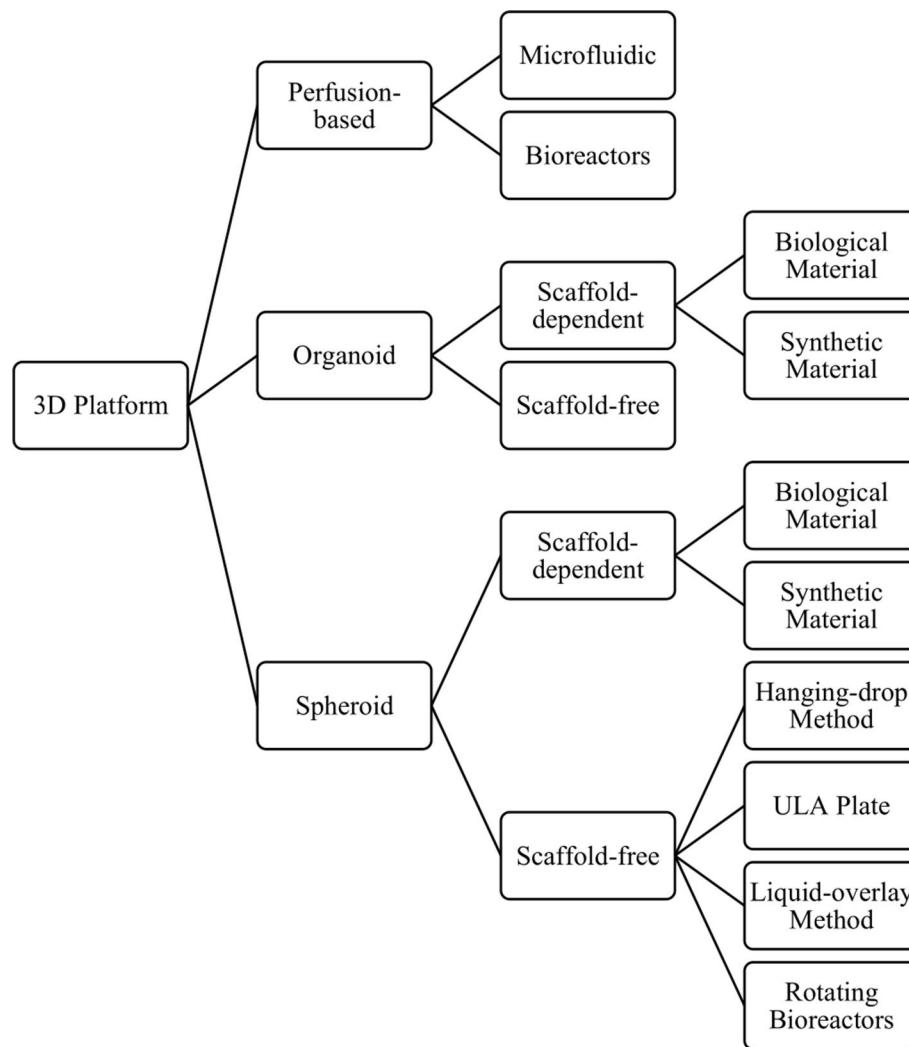 3D Platform
Perfusion-
based
Microfluidic
Bioreactors
Organoid
Scaffold-
dependent
Biological
Material
Synthetic
Material
Scaffold-free
Spheroid
Scaffold-
dependent
Biological
Material
Synthetic
Material
Scaffold-free
Hanging-drop
Method
ULA Plate
Liquid-overlay
Method
Rotating
Bioreactors